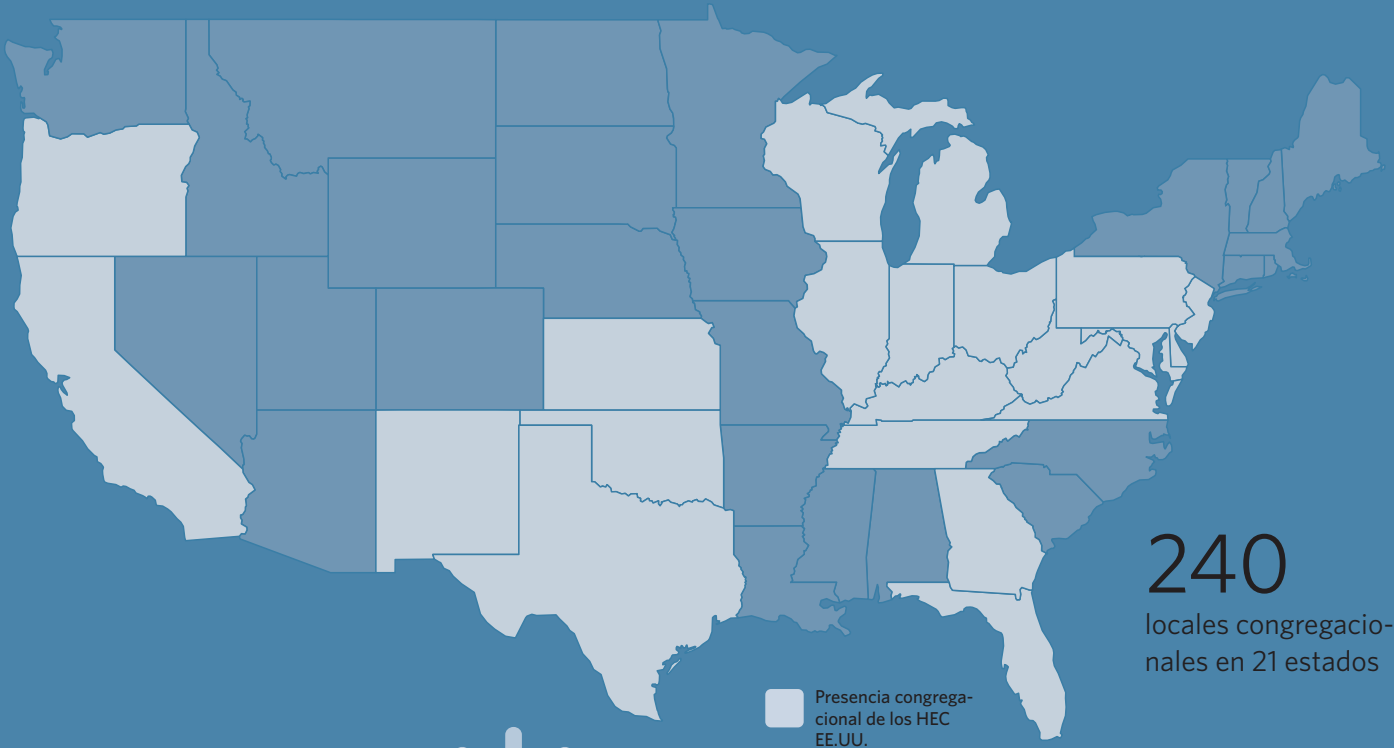 240
locales congregacio-
nales en 21 estados
Presencia congrega-
cional de los HEC
EE.UU.